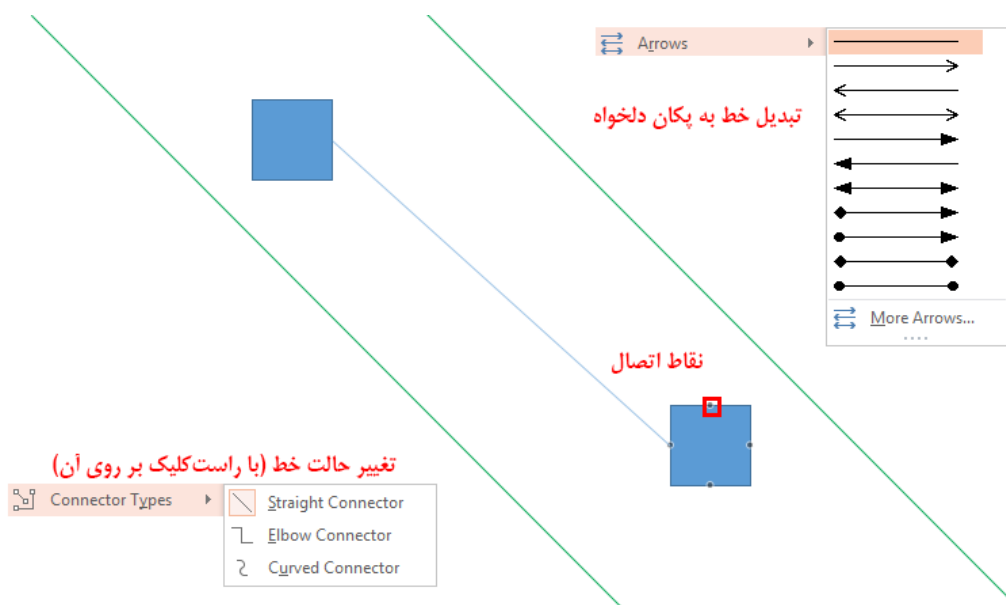 Arrows
تبدیل خط به پکان دلخواه
More Arrows...
نقاط اتصال
تغییر حالت خط (با راست‌کلیک بر روی آن)
Connector Types
Straight Connector
Elbow Connector
Curved Connector